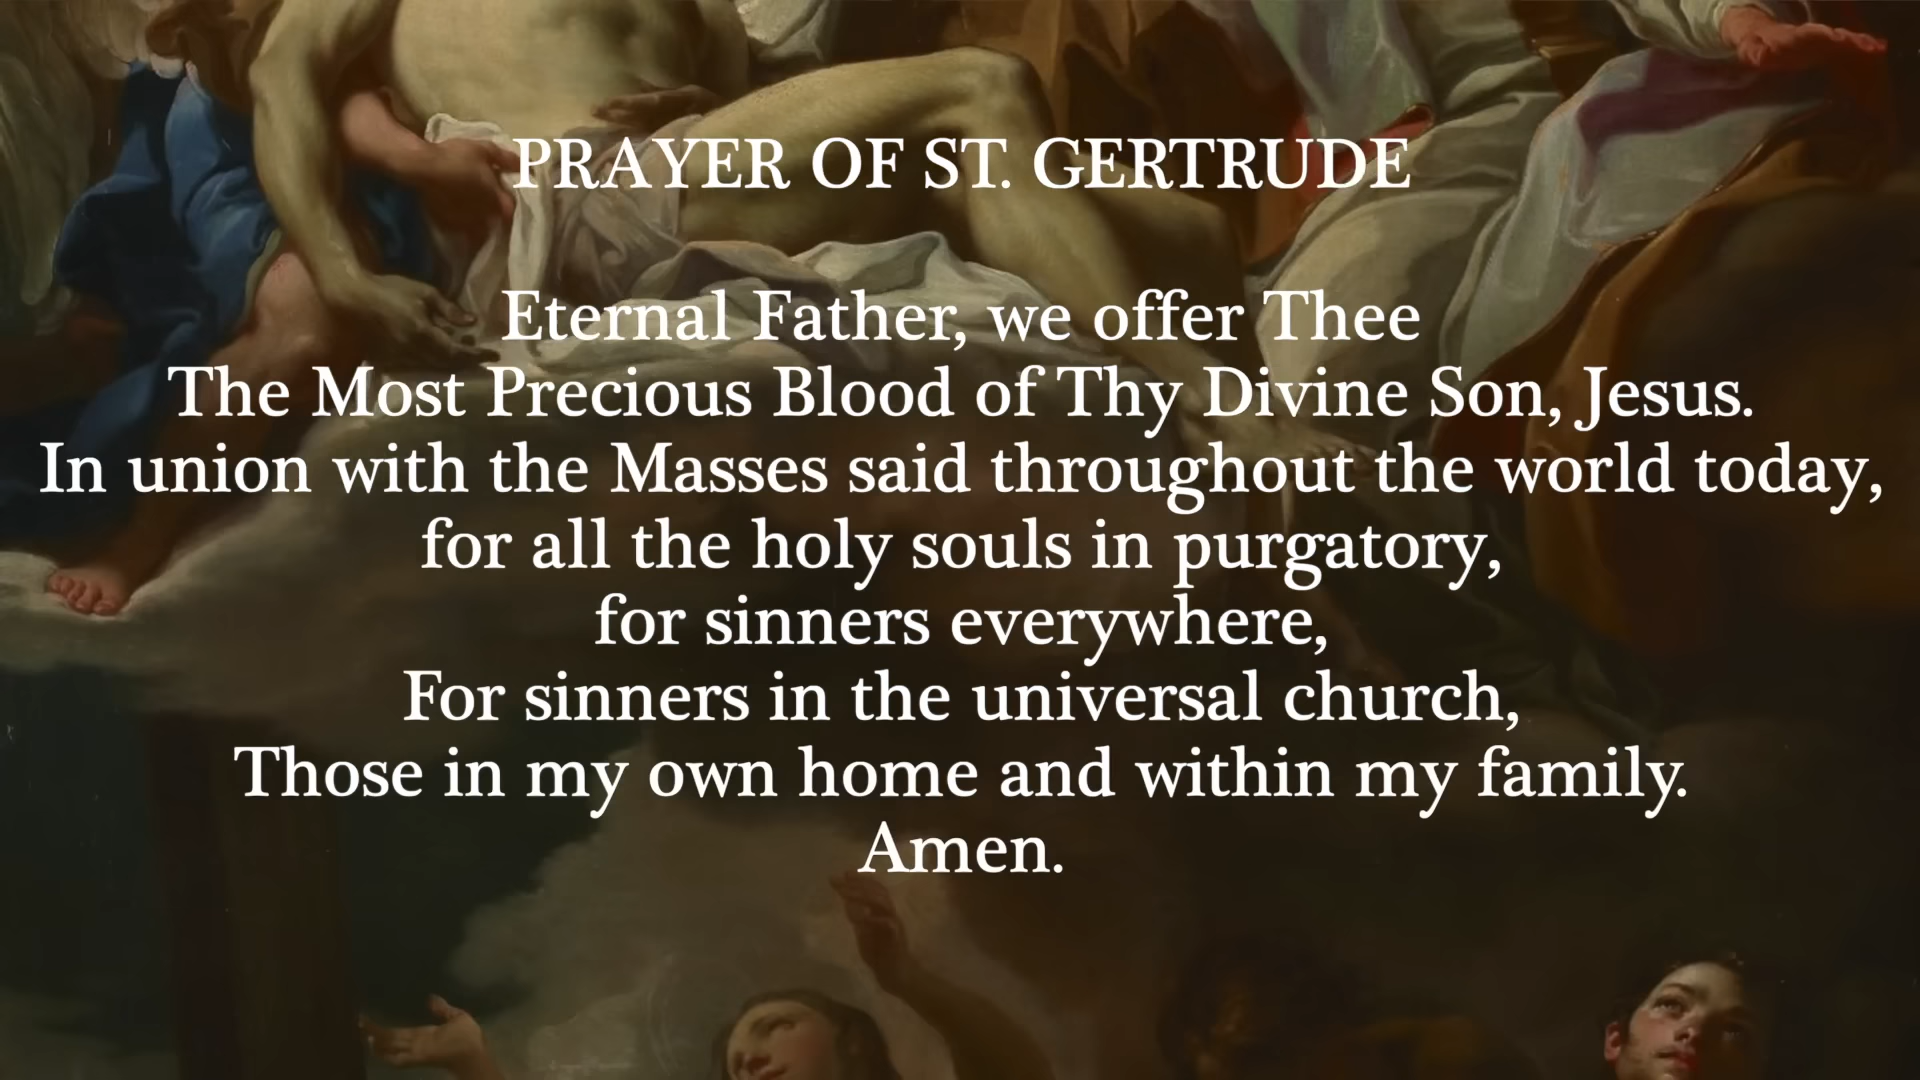 PRAYER OF ST. GERTRUDE
Eternal Father, we offer Thee
The Most Precious Blood of Thy Divine Son, Jesus.
In union with the Masses said throughout the world today,
for all the holy souls in purgatory,
for sinners everywhere,
For sinners in the universal church,
Those in my own home and within my family.
Amen.